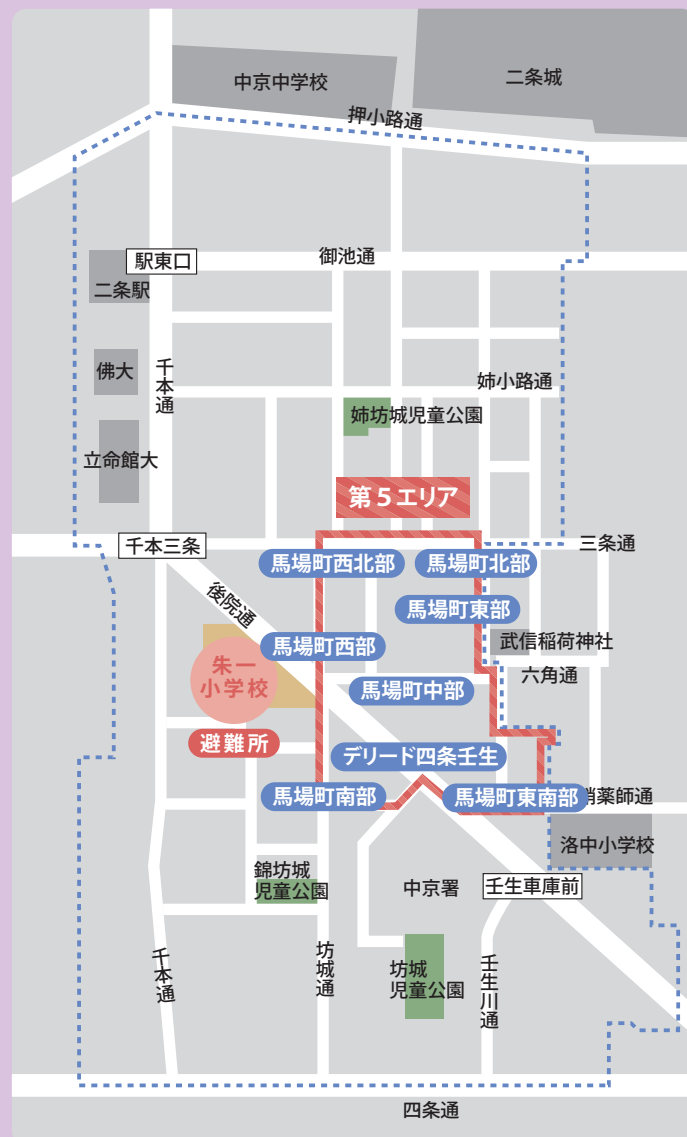 中京中学校
二条城
押小路通
駅東口
御池通
二条駅
佛大
千本通
姉小路通
姉坊城児童公園
立命館大
第5エリア
千本三条
三条通
馬場町西北部
馬場町北部
後院通
馬場町東部
馬場町西部
武信稲荷神社
朱一
小学校
六角通
馬場町中部
避難所
デリード四条壬生
馬場町南部
馬場町東南部
蛸薬師通
洛中小学校
錦坊城
児童公園
中京署
壬生車庫前
千本通
坊城通
坊城
児童公園
壬生川通
四条通